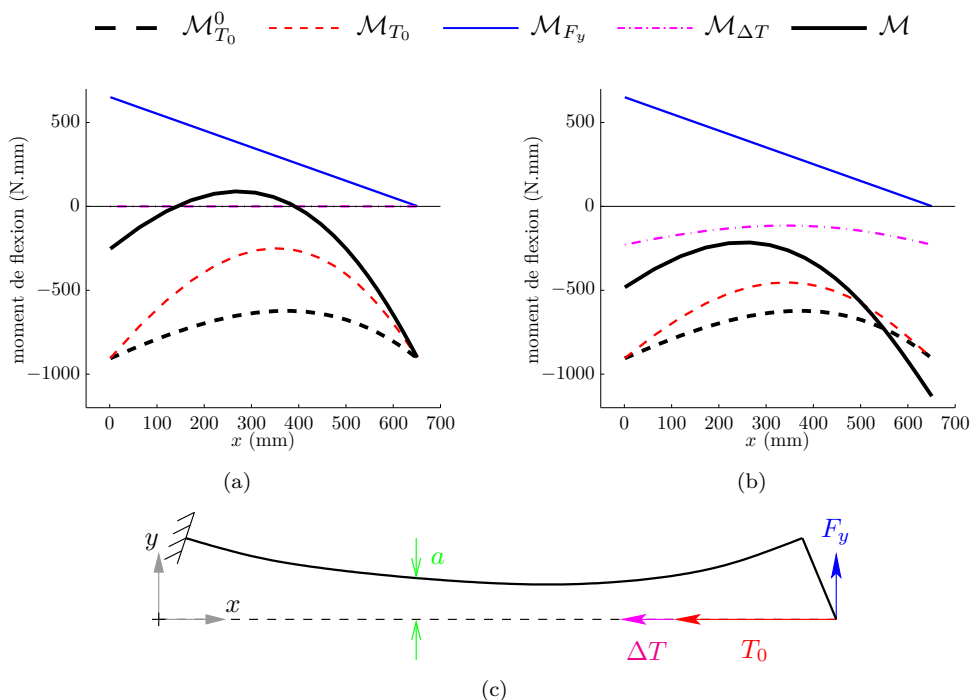 𝓜⁰_{T₀} 𝓜_{T₀} 𝓜_{F_y} 𝓜_{ΔT} 𝓜
moment de flexion (N.mm)
500
0
−500
−1000
0 100 200 300 400 500 600 700
x (mm)
(a)
moment de flexion (N.mm)
500
0
−500
−1000
0 100 200 300 400 500 600 700
x (mm)
(b)
y
x
a
F_y
ΔT
T₀
(c)